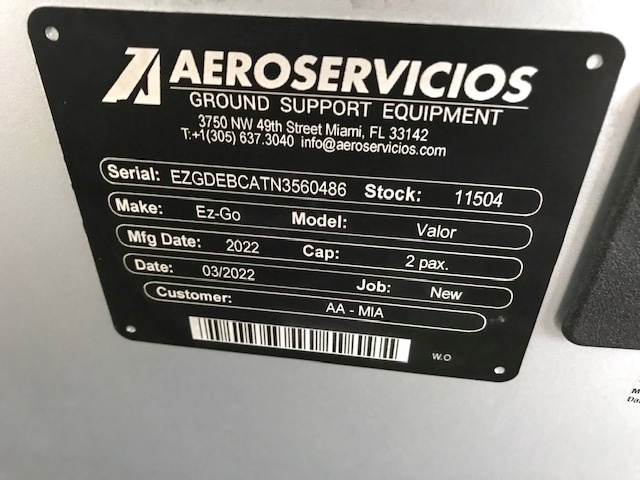 AEROSERVICIOS
GROUND SUPPORT EQUIPMENT
3750 NW 49th Street Miami, FL 33142
T:+1(305) 637.3040 info@aeroservicios.com
Serial: EZGDEBCATN3560486 Stock: 11504
Make: Ez-Go Model: Valor
Mfg Date: 2022 Cap: 2 pax.
Date: 03/2022 Job: New
Customer: AA - MIA
W.O